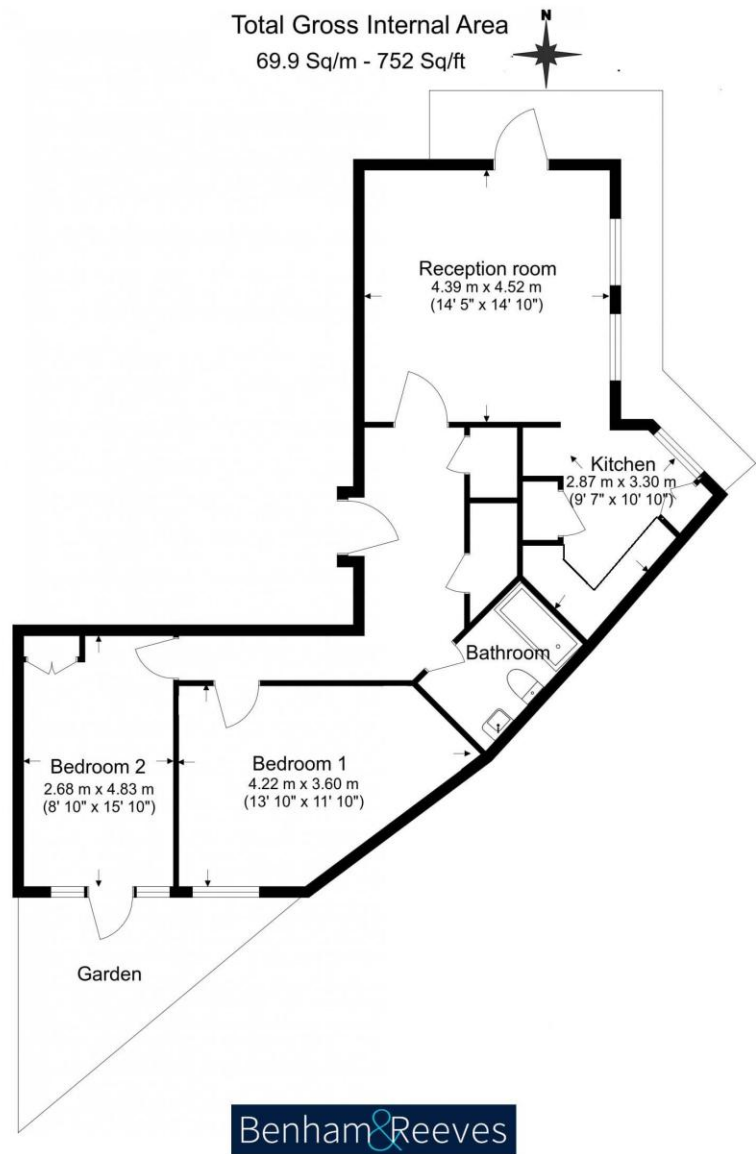 Total Gross Internal Area
69.9 Sq/m - 752 Sq/ft
N
Reception room
4.39 m x 4.52 m
(14' 5" x 14' 10")
Kitchen
2.87 m x 3.30 m
(9' 7" x 10' 10")
Bathroom
Bedroom 2
2.68 m x 4.83 m
(8' 10" x 15' 10")
Bedroom 1
4.22 m x 3.60 m
(13' 10" x 11' 10")
Garden
Benham&Reeves